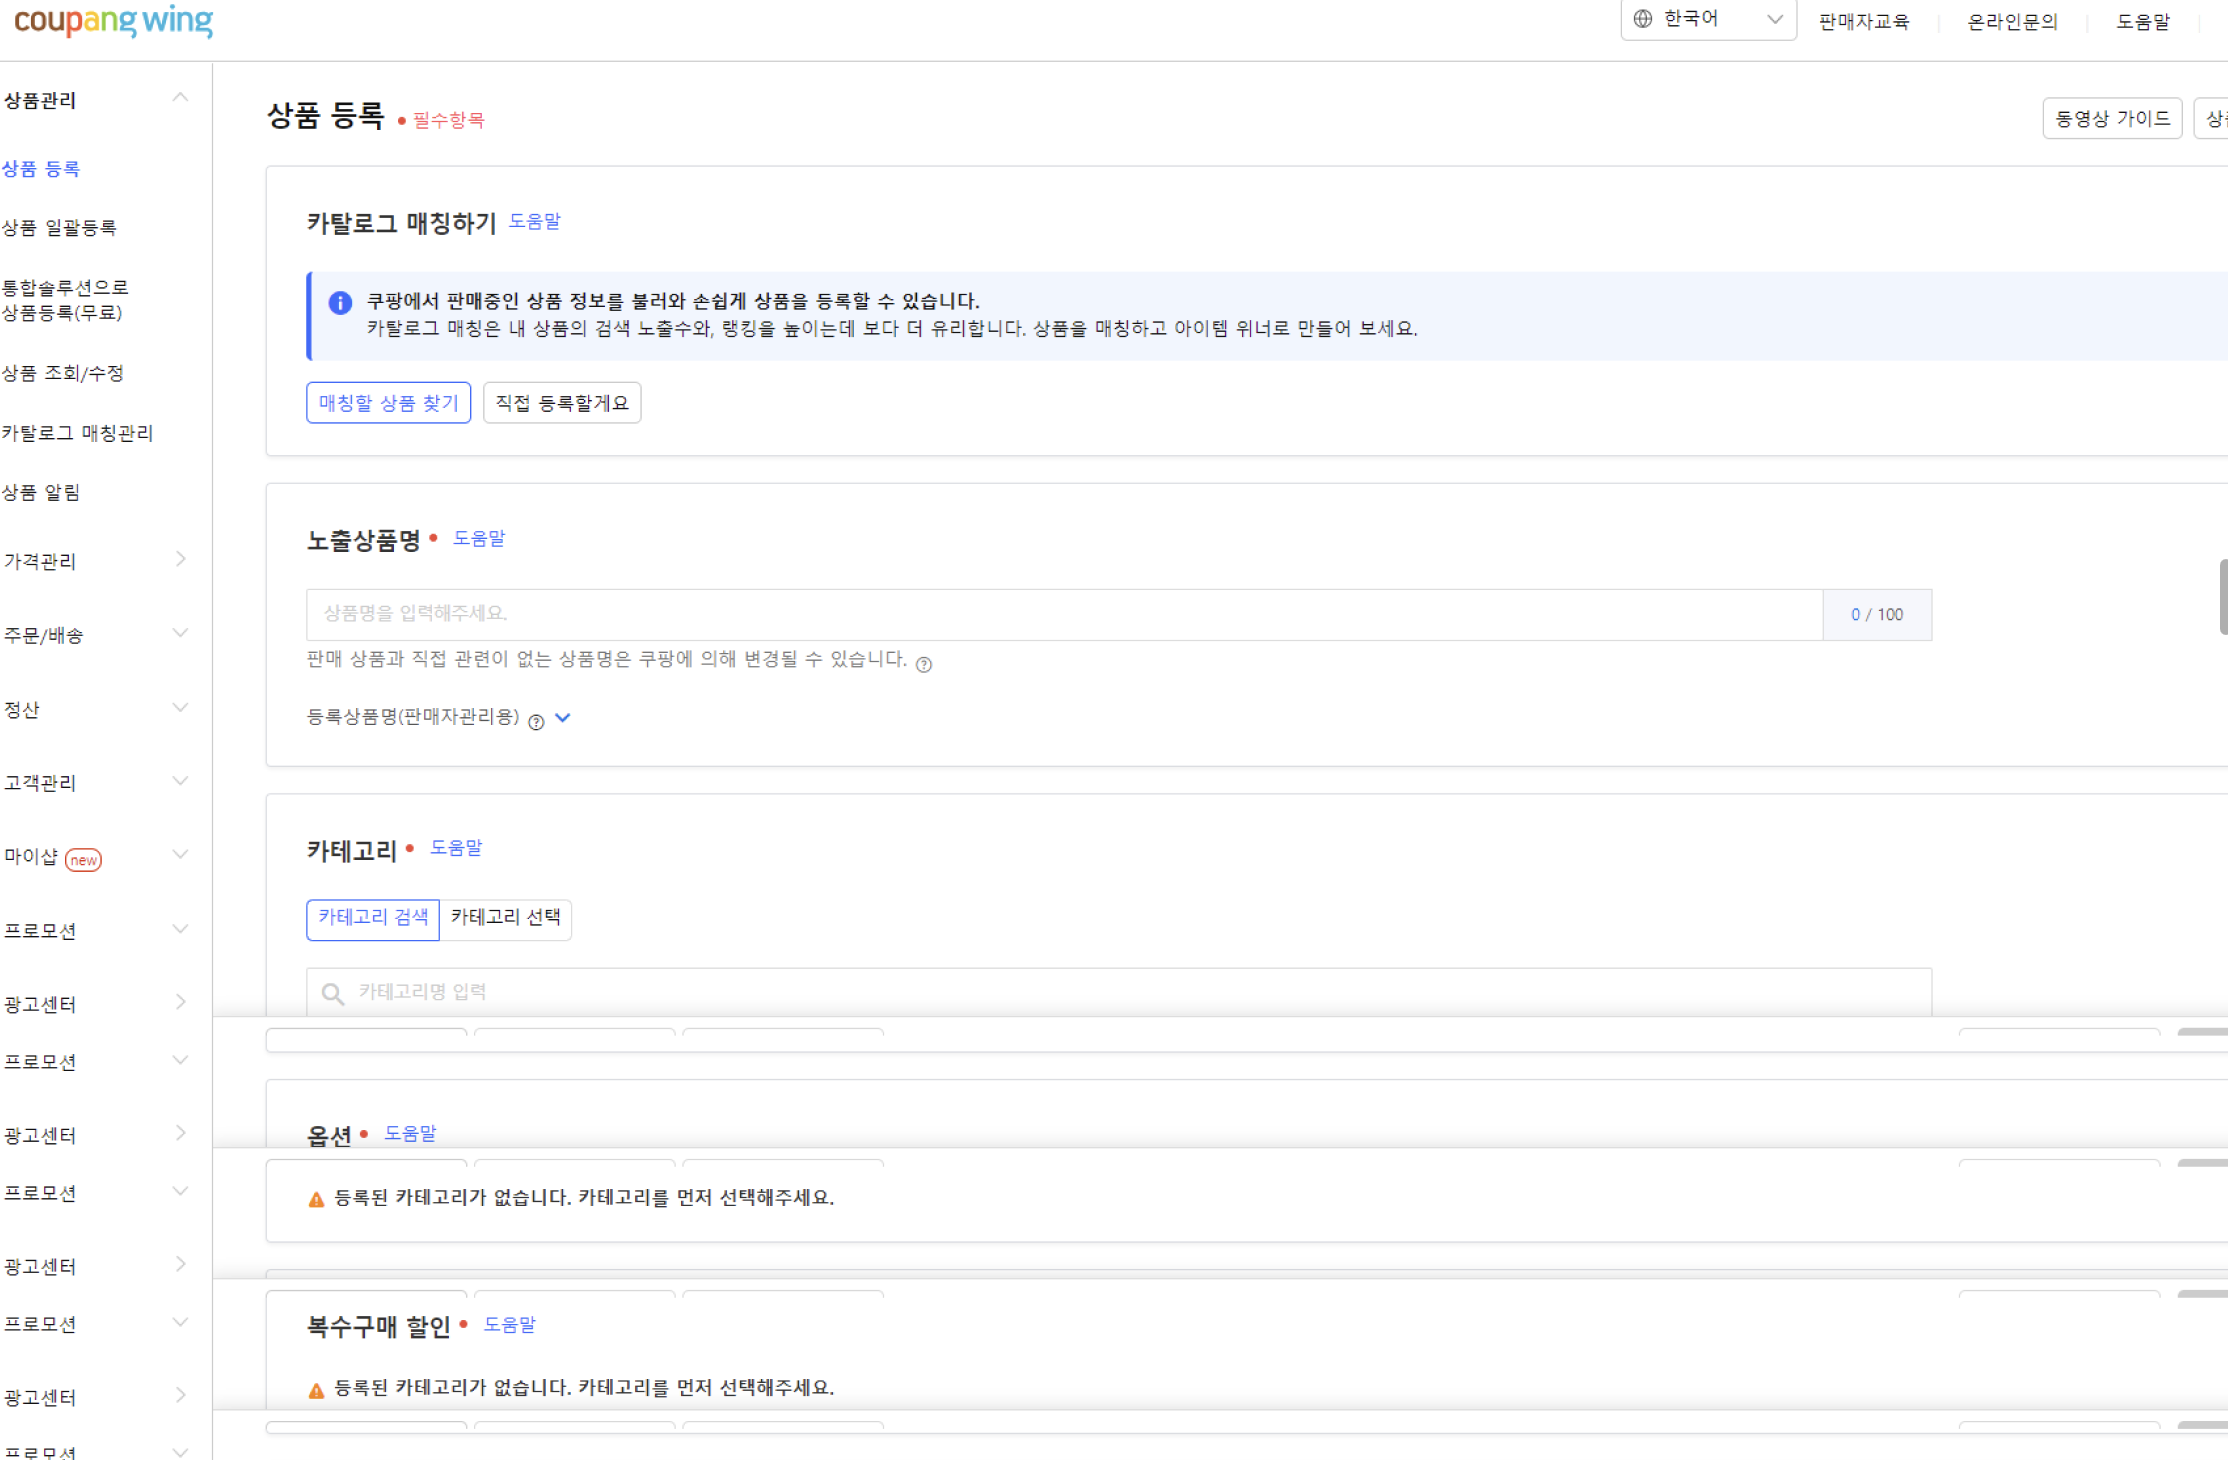 coupang wing
한국어
판매자교육
온라인문의
도움말
상품관리
상품 등록
상품 일괄등록
통합솔루션으로
상품등록(무료)
상품 조회/수정
카탈로그 매칭관리
상품 알림
가격관리
주문/배송
정산
고객관리
마이샵 new
프로모션
광고센터
프로모션
광고센터
프로모션
광고센터
프로모션
광고센터
프로모션
상품 등록 • 필수항목
동영상 가이드
카탈로그 매칭하기 도움말
쿠팡에서 판매중인 상품 정보를 불러와 손쉽게 상품을 등록할 수 있습니다.
카탈로그 매칭은 내 상품의 검색 노출수와, 랭킹을 높이는데 보다 더 유리합니다. 상품을 매칭하고 아이템 위너로 만들어 보세요.
매칭할 상품 찾기
직접 등록할게요
노출상품명 • 도움말
상품명을 입력해주세요.
0 / 100
판매 상품과 직접 관련이 없는 상품명은 쿠팡에 의해 변경될 수 있습니다. ?
등록상품명(판매자관리용) ?
카테고리 • 도움말
카테고리 검색
카테고리 선택
카테고리명 입력
옵션 • 도움말
등록된 카테고리가 없습니다. 카테고리를 먼저 선택해주세요.
복수구매 할인 • 도움말
등록된 카테고리가 없습니다. 카테고리를 먼저 선택해주세요.